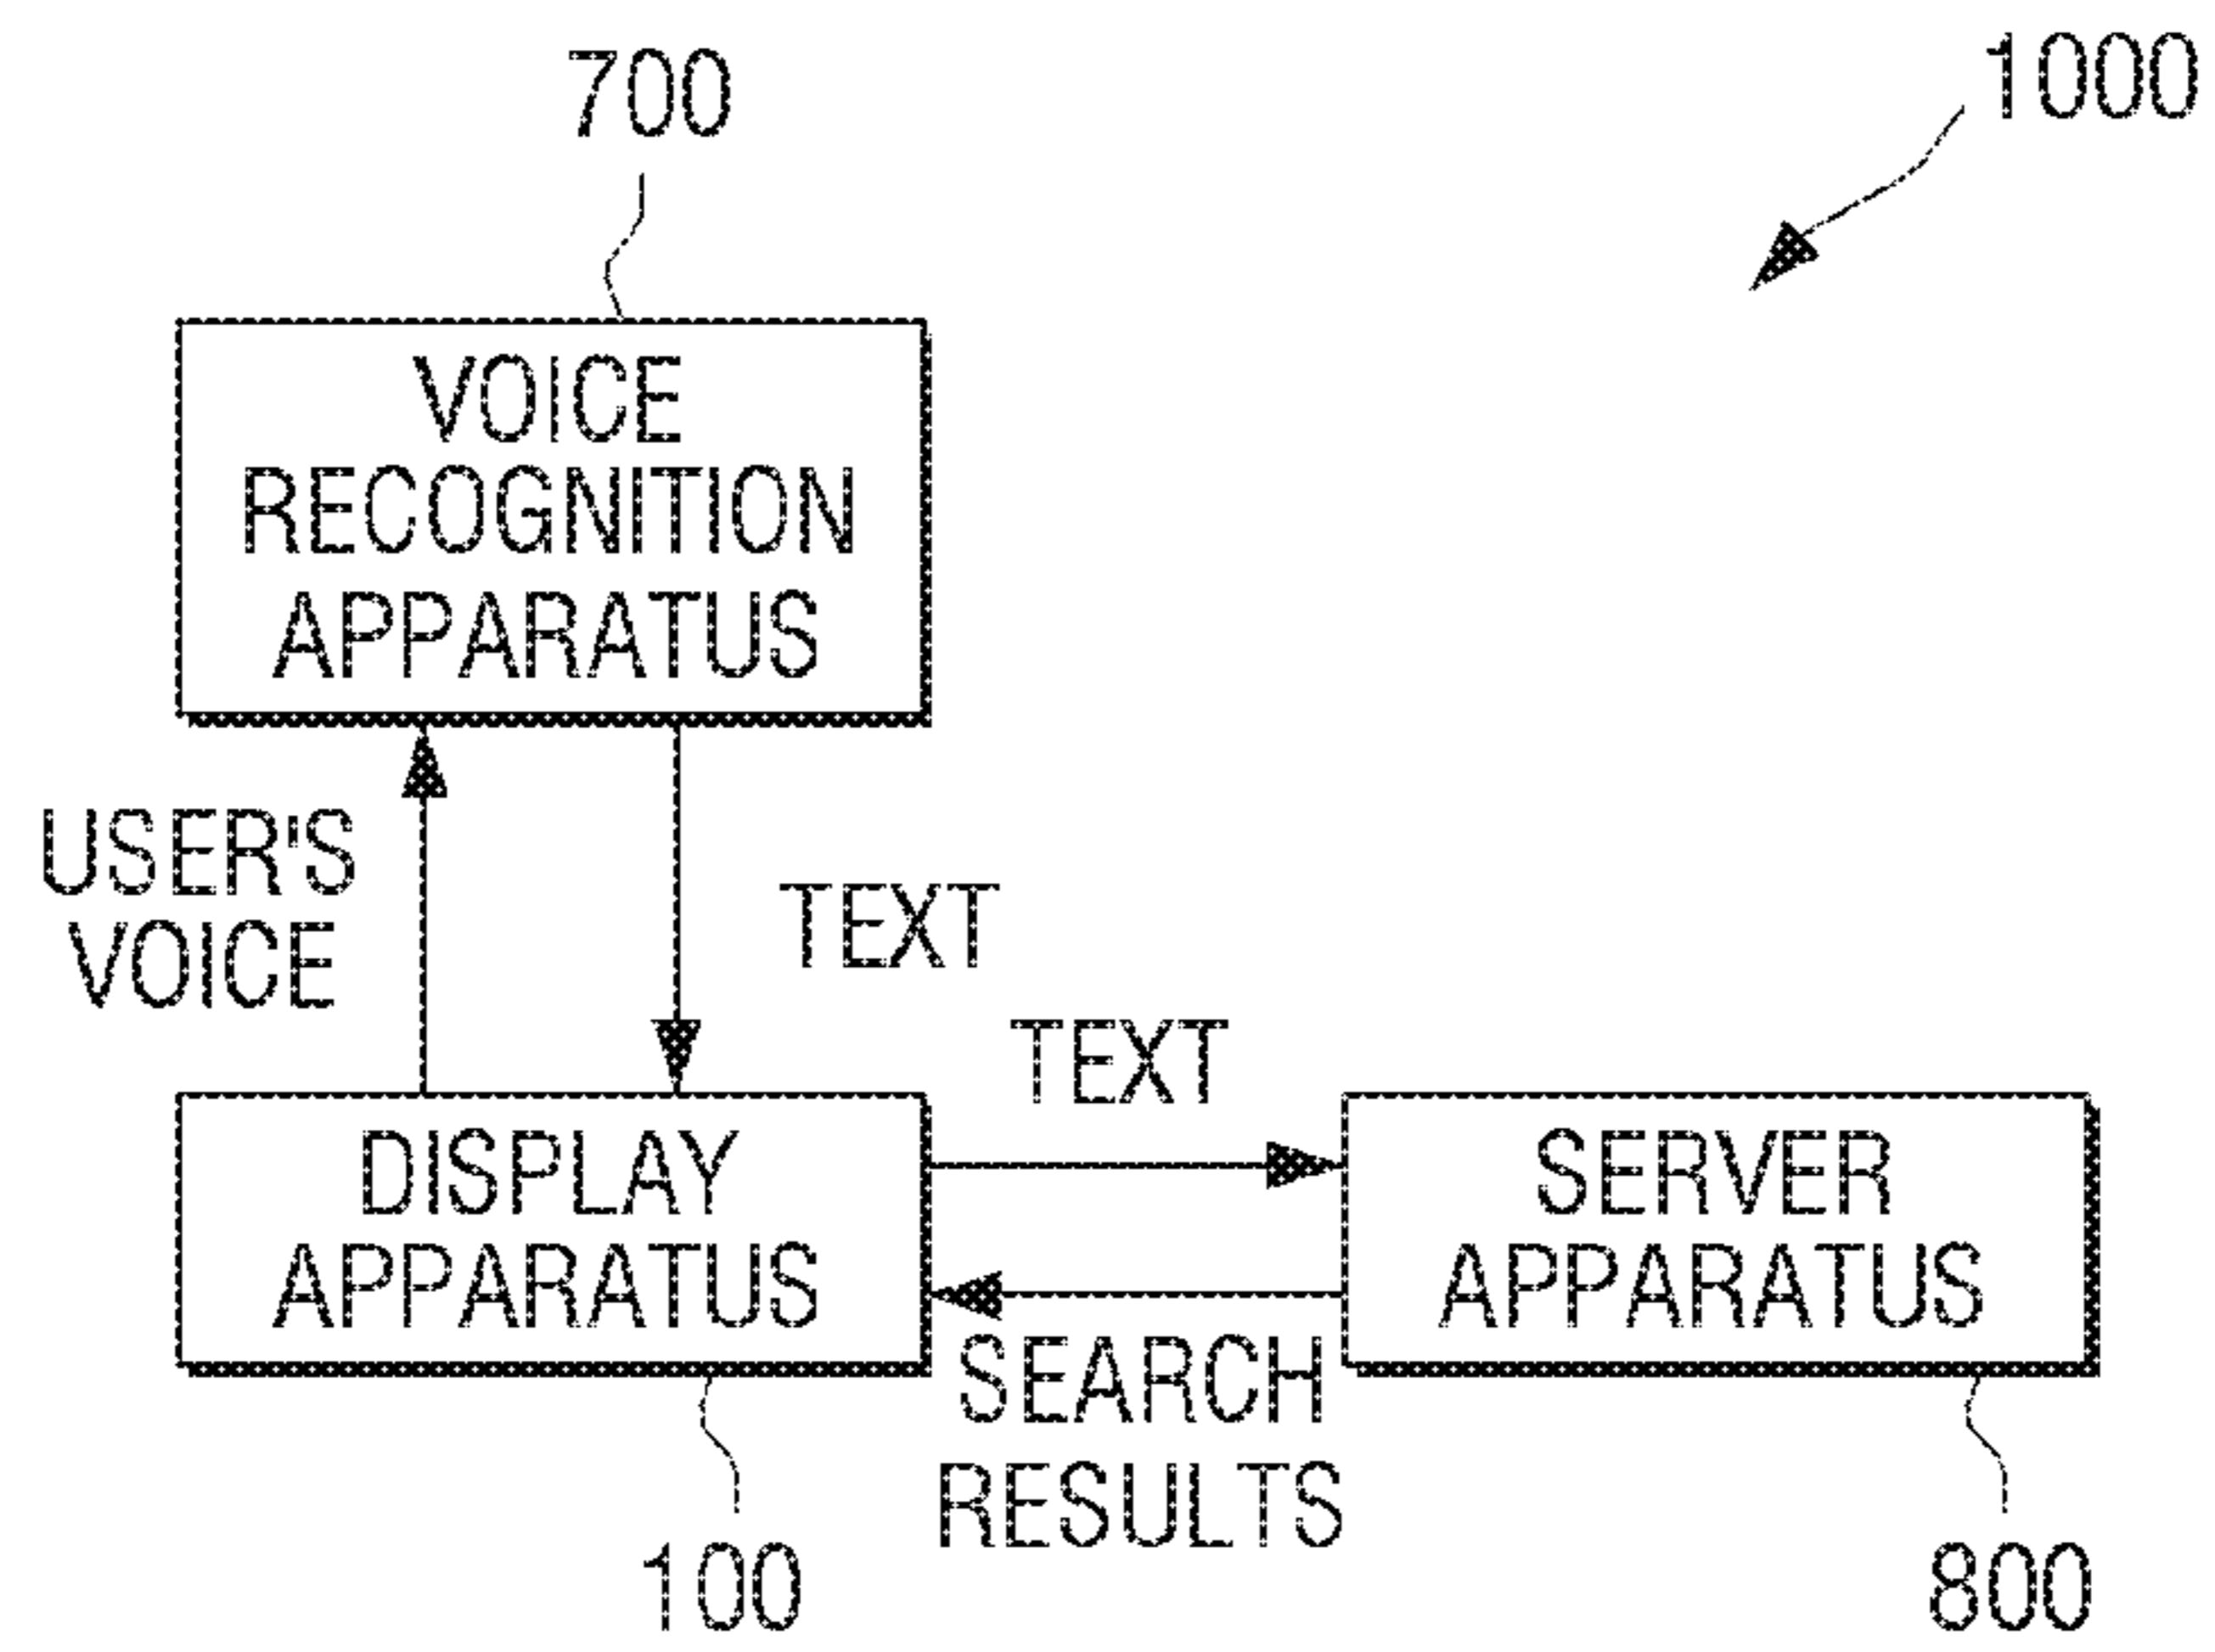 700
1000
VOICE
RECOGNITION
APPARATUS
USER'S
VOICE
TEXT
TEXT
DISPLAY
APPARATUS
SERVER
APPARATUS
SEARCH
RESULTS
100
800